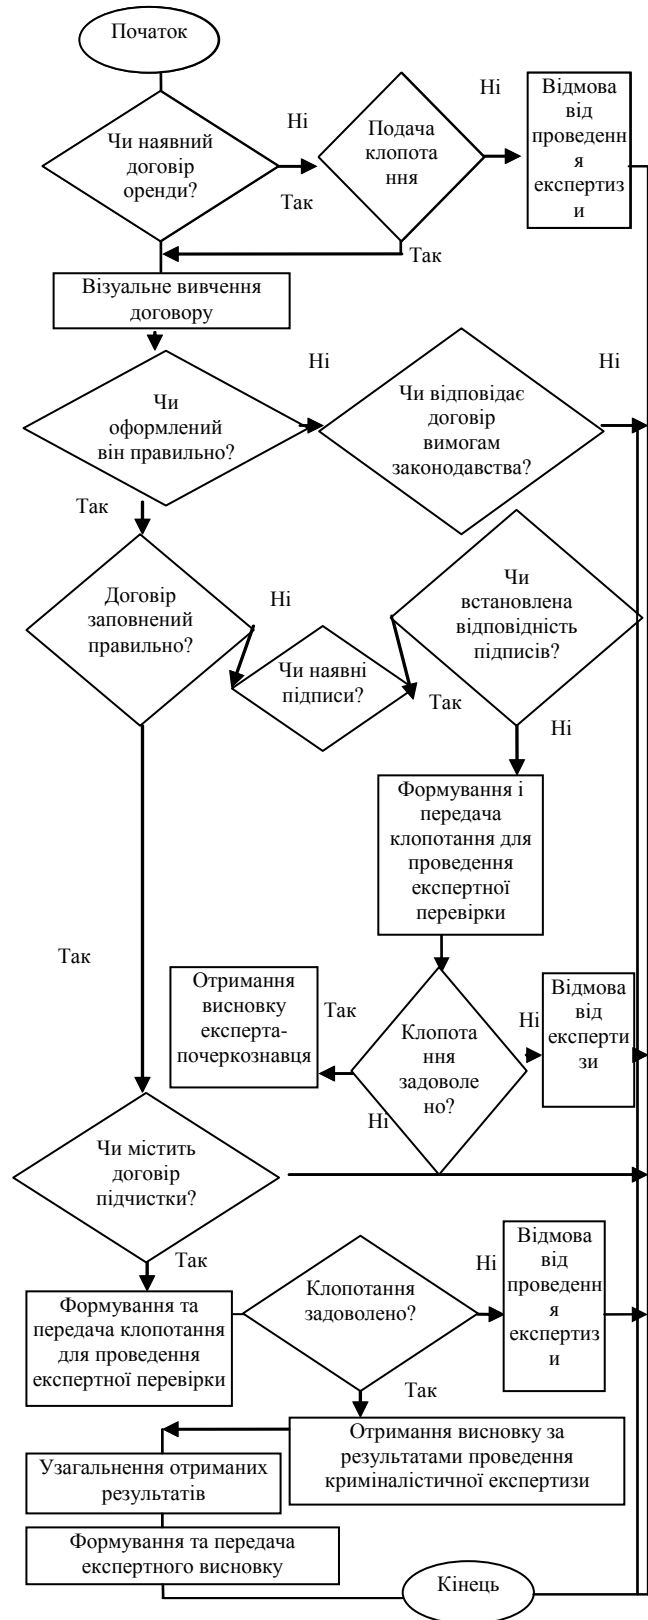 Початок
Ні
Ні
Чи наявний
договір
оренди?
Подача
клопота
ння
Відмова
від
проведенн
я
експертиз
и
Так
Так
Візуальне вивчення
договору
Ні
Ні
Чи
оформлений
він правильно?
Чи відповідає
договір
вимогам
законодавства?
Так
Договір
заповнений
правильно?
Ні
Чи
встановлена
відповідність
підписів?
Чи наявні
підписи?
Так
Ні
Формування і
передача
клопотання для
проведення
експертної
перевірки
Так
Отримання
висновку
експерта-
почеркознавця
Так
Клопота
ння
задоволе
но?
Ні
Відмова
від
експерти
зи
Ні
Чи містить
договір
підчистки?
Так
Клопотання
задоволено?
Ні
Відмова
від
проведенн
я
експертиз
и
Формування та
передача клопотання
для проведення
експертної перевірки
Так
Отримання висновку за
результатами проведення
криміналістичної експертизи
Узагальнення отриманих
результатів
Формування та передача
експертного висновку
Кінець